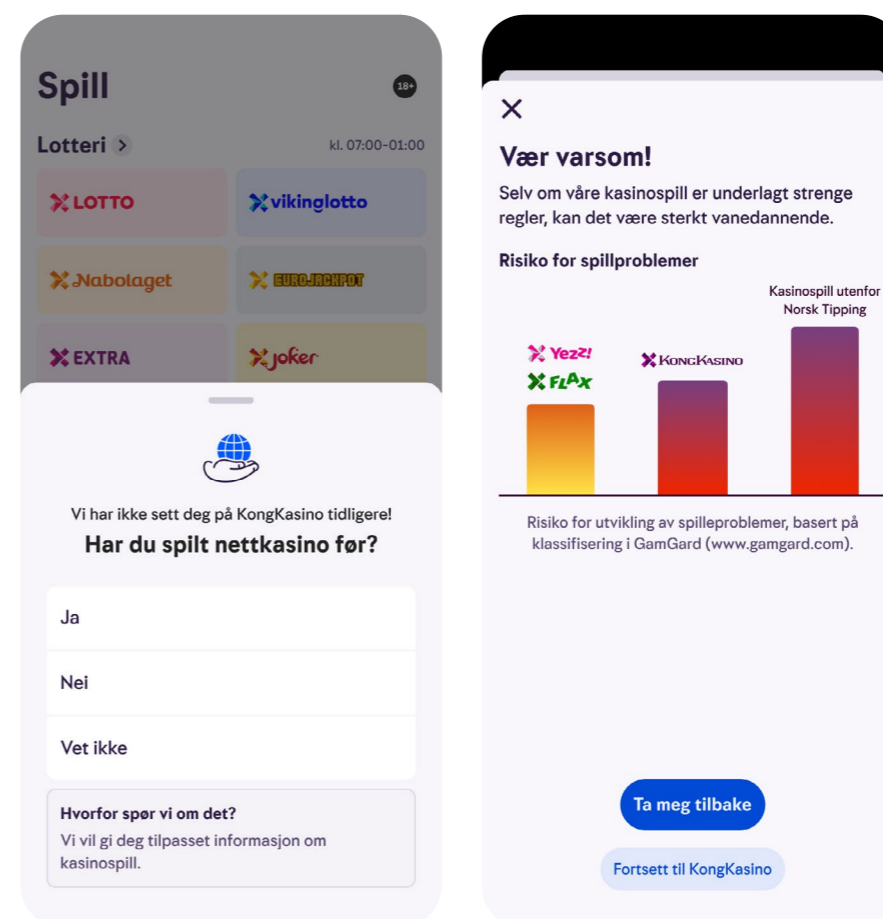 Spill
18+
Lotteri >
kl. 07:00-01:00
LOTTO
vikinglotto
Nabolaget
EUROJACKPOT
EXTRA
joker
Vi har ikke sett deg på KongKasino tidligere!
Har du spilt nettkasino før?
Ja
Nei
Vet ikke
Hvorfor spør vi om det?
Vi vil gi deg tilpasset informasjon om
kasinospill.
Vær varsom!
Selv om våre kasinospill er underlagt strenge
regler, kan det være sterkt vanedannende.
Risiko for spillproblemer
Kasinospill utenfor
Norsk Tipping
Yezz!
FLAX
KONGKASINO
Risiko for utvikling av spilleproblemer, basert på
klassifisering i GamGard (www.gamgard.com).
Ta meg tilbake
Fortsett til KongKasino